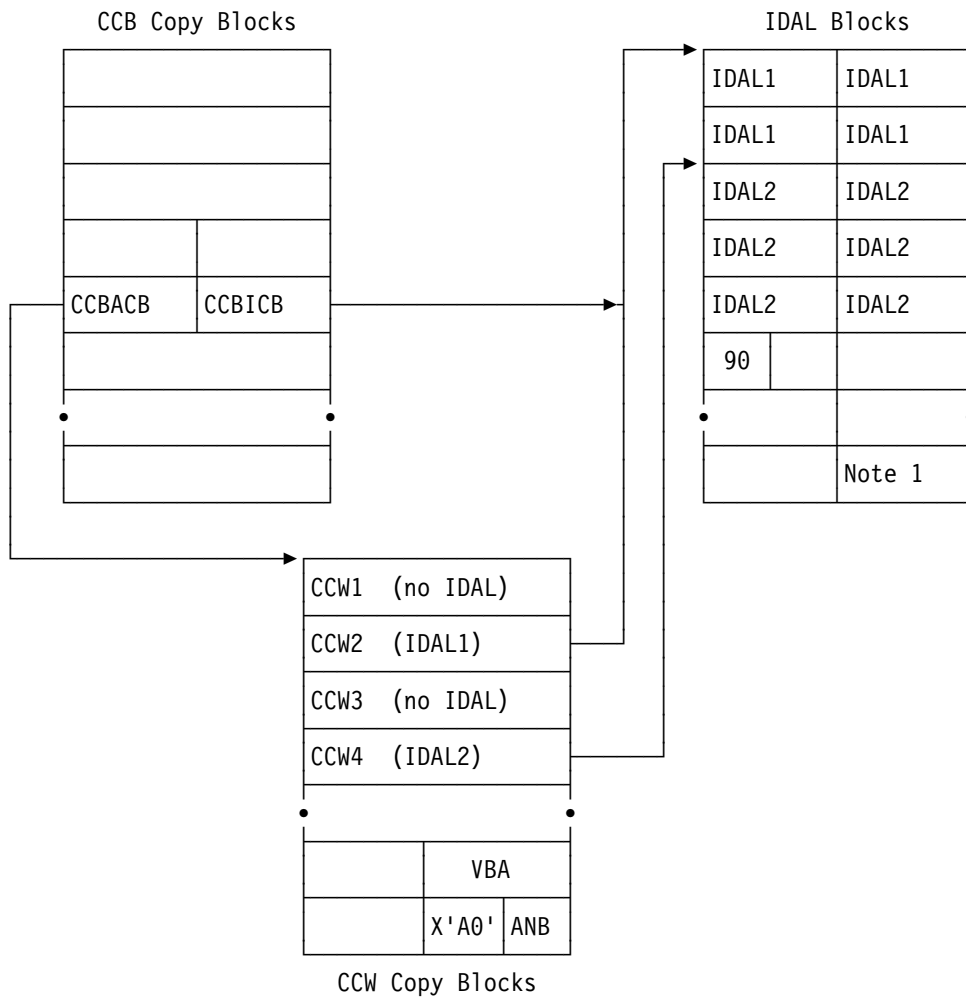 CCB Copy Blocks
IDAL Blocks
IDAL1 IDAL1
IDAL1 IDAL1
IDAL2 IDAL2
IDAL2 IDAL2
CCBACB CCBICB
IDAL2 IDAL2
90
Note 1
CCW1 (no IDAL)
CCW2 (IDAL1)
CCW3 (no IDAL)
CCW4 (IDAL2)
VBA
X'A0' ANB
CCW Copy Blocks